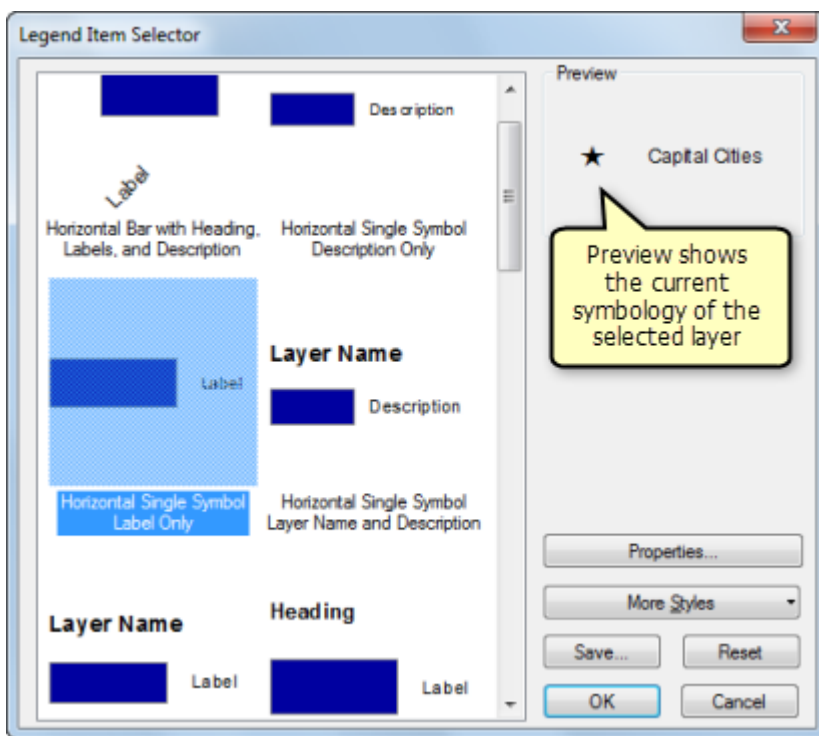 Legend Item Selector
Label
Horizontal Bar with Heading,
Labels, and Description
Description
Horizontal Single Symbol
Description Only
Label
Horizontal Single Symbol
Label Only
Layer Name
Description
Horizontal Single Symbol
Layer Name and Description
Layer Name
Label
Heading
Label
Preview
Capital Cities
Preview shows
the current
symbology of the
selected layer
Properties...
More Styles
Save...
Reset
OK
Cancel